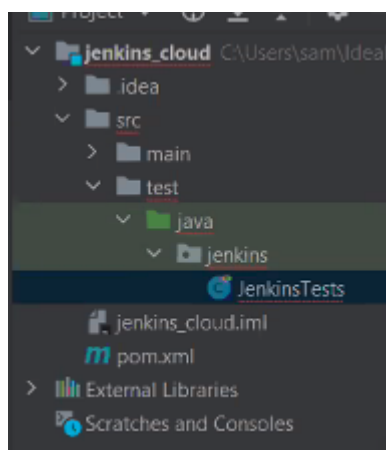 Project
jenkins_cloud C:\Users\sam\Idea
.idea
src
main
test
java
jenkins
JenkinsTests
jenkins_cloud.iml
pom.xml
External Libraries
Scratches and Consoles